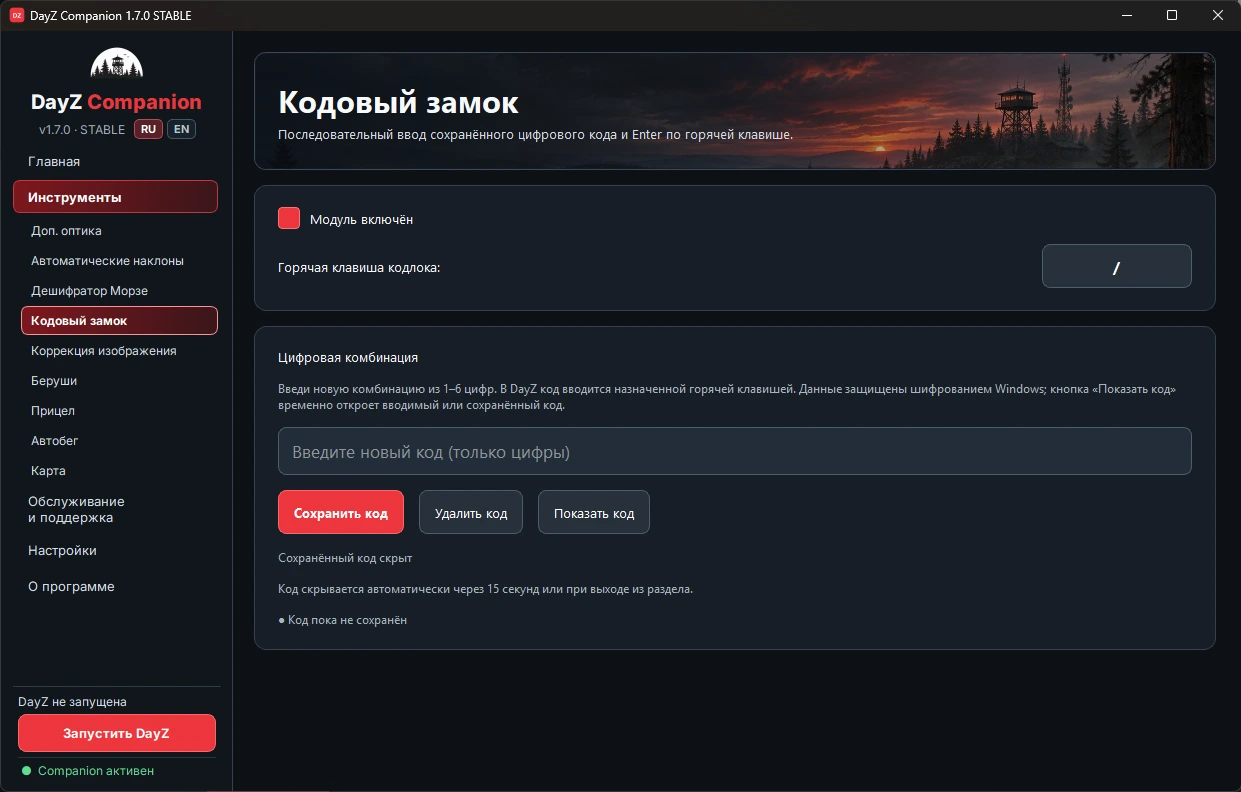 DZ DayZ Companion 1.7.0 STABLE
DayZ Companion
v1.7.0 · STABLE RU EN
Главная
Инструменты
Доп. оптика
Автоматические наклоны
Дешифратор Морзе
Кодовый замок
Коррекция изображения
Беруши
Прицел
Автобег
Карта
Обслуживание
и поддержка
Настройки
О программе
DayZ не запущена
Запустить DayZ
Companion активен
Кодовый замок
Последовательный ввод сохранённого цифрового кода и Enter по горячей клавише.
Модуль включён
Горячая клавиша кодлока: /
Цифровая комбинация
Введи новую комбинацию из 1–6 цифр. В DayZ код вводится назначенной горячей клавишей. Данные защищены шифрованием Windows; кнопка «Показать код»
временно откроет вводимый или сохранённый код.
Введите новый код (только цифры)
Сохранить код Удалить код Показать код
Сохранённый код скрыт
Код скрывается автоматически через 15 секунд или при выходе из раздела.
● Код пока не сохранён